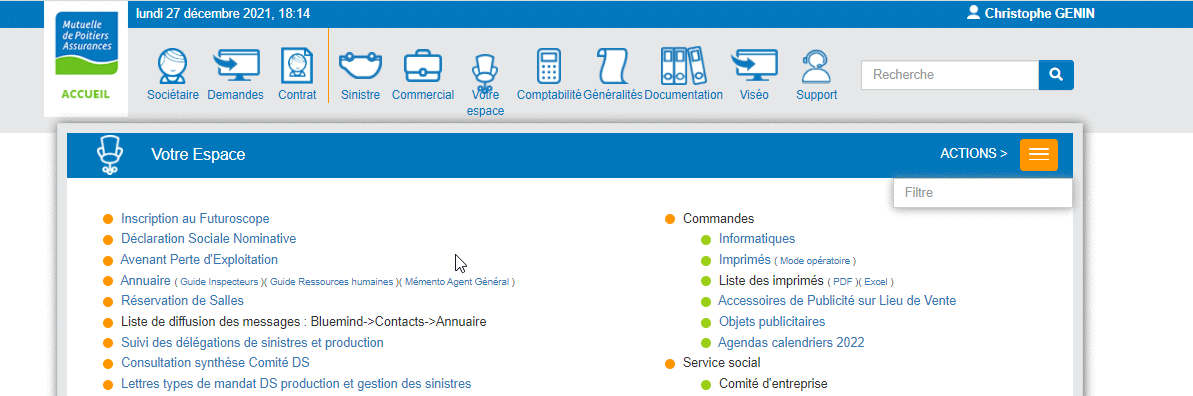 lundi 27 décembre 2021, 18:14
Christophe GENIN
Mutuelle
de Poitiers
Assurances
ACCUEIL
Sociétaire
Demandes
Contrat
Sinistre
Commercial
Votre
espace
Comptabilité
Généralités
Documentation
Viséo
Support
Recherche
Votre Espace
ACTIONS >
Filtre
Inscription au Futuroscope
Déclaration Sociale Nominative
Avenant Perte d'Exploitation
Annuaire ( Guide Inspecteurs )( Guide Ressources humaines )( Mémento Agent Général )
Réservation de Salles
Liste de diffusion des messages : Bluemind->Contacts->Annuaire
Suivi des délégations de sinistres et production
Consultation synthèse Comité DS
Lettres types de mandat DS production et gestion des sinistres
Commandes
Informatiques
Imprimés ( Mode opératoire )
Liste des imprimés ( PDF )( Excel )
Accessoires de Publicité sur Lieu de Vente
Objets publicitaires
Agendas calendriers 2022
Service social
Comité d'entreprise